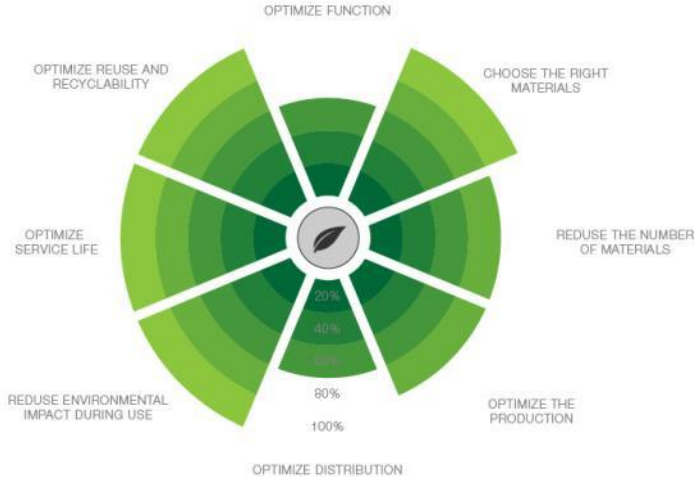 OPTIMIZE FUNCTION
OPTIMIZE REUSE AND
RECYCLABILITY
CHOOSE THE RIGHT
MATERIALS
OPTIMIZE
SERVICE LIFE
REDUSE THE NUMBER
OF MATERIALS
20%
40%
60%
80%
100%
REDUSE ENVIRONMENTAL
IMPACT DURING USE
OPTIMIZE THE
PRODUCTION
OPTIMIZE DISTRIBUTION